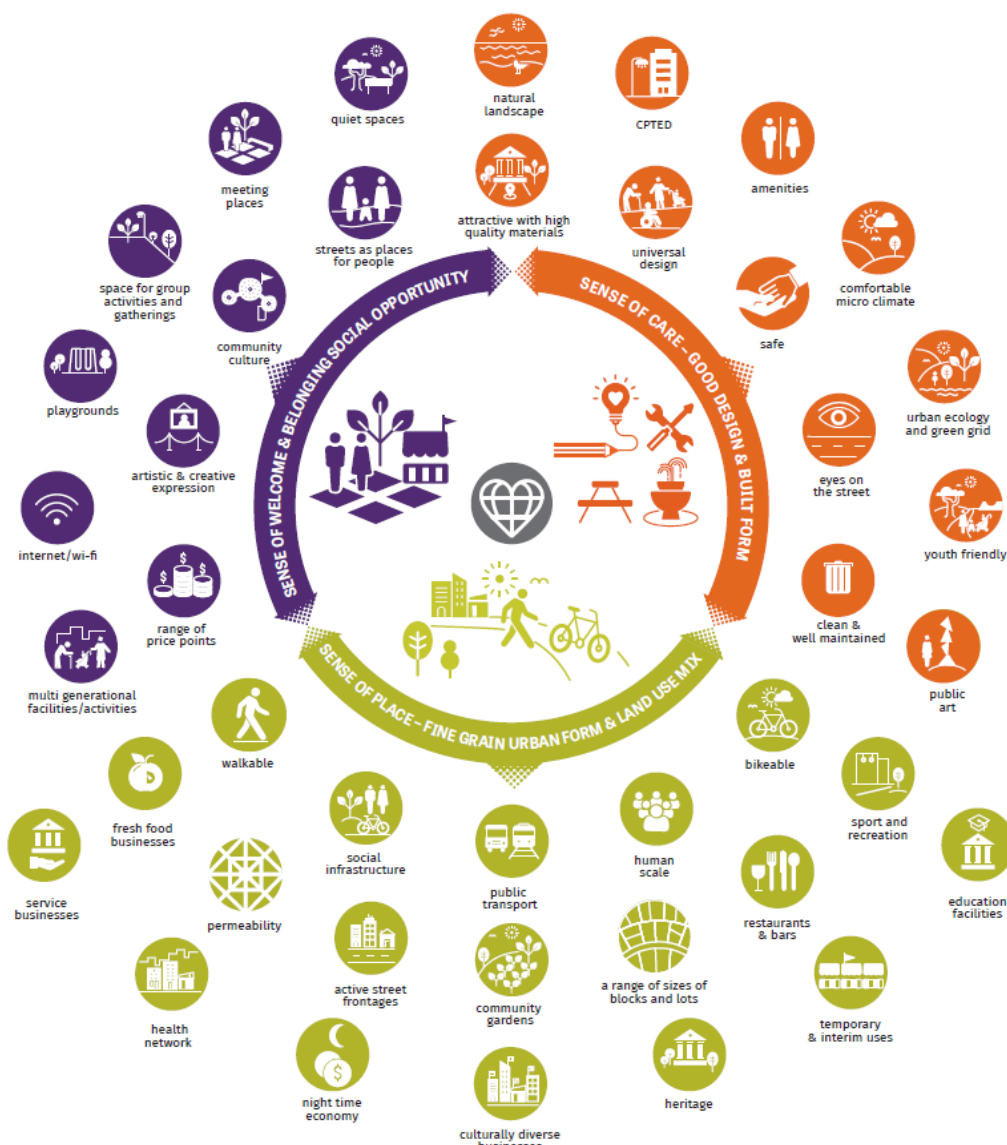 natural
landscape
quiet spaces
CPTED
meeting
places
amenities
streets as places
for people
attractive with high
quality materials
universal
design
space for group
activities and
gatherings
comfortable
micro climate
community
culture
safe
playgrounds
urban ecology
and green grid
artistic & creative
expression
eyes on
the street
internet/wi-fi
youth friendly
range of
price points
clean &
well maintained
multi generational
facilities/activities
public
art
SENSE OF WELCOME & BELONGING SOCIAL OPPORTUNITY
SENSE OF CARE – GOOD DESIGN & BUILT FORM
SENSE OF PLACE – FINE GRAIN URBAN FORM & LAND USE MIX
walkable
bikeable
fresh food
businesses
social
infrastructure
human
scale
sport and
recreation
service
businesses
permeability
public
transport
restaurants
& bars
education
facilities
health
network
active street
frontages
community
gardens
a range of sizes of
blocks and lots
temporary
& interim uses
night time
economy
heritage
culturally diverse
businesses